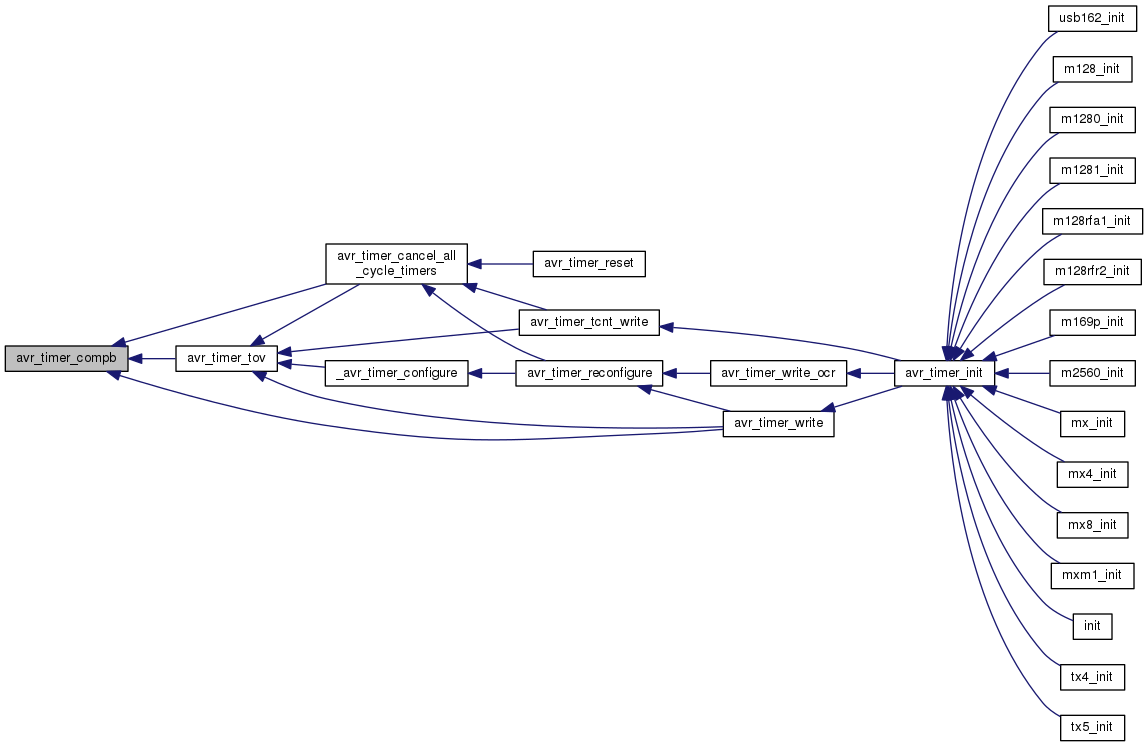 usb162_init
m128_init
m1280_init
m1281_init
m128rfa1_init
m128rfr2_init
avr_timer_cancel_all
_cycle_timers
avr_timer_reset
avr_timer_tcnt_write
m169p_init
avr_timer_compb
avr_timer_tov
_avr_timer_configure
avr_timer_reconfigure
avr_timer_write_ocr
avr_timer_init
m2560_init
avr_timer_write
mx_init
mx4_init
mx8_init
mxm1_init
init
tx4_init
tx5_init